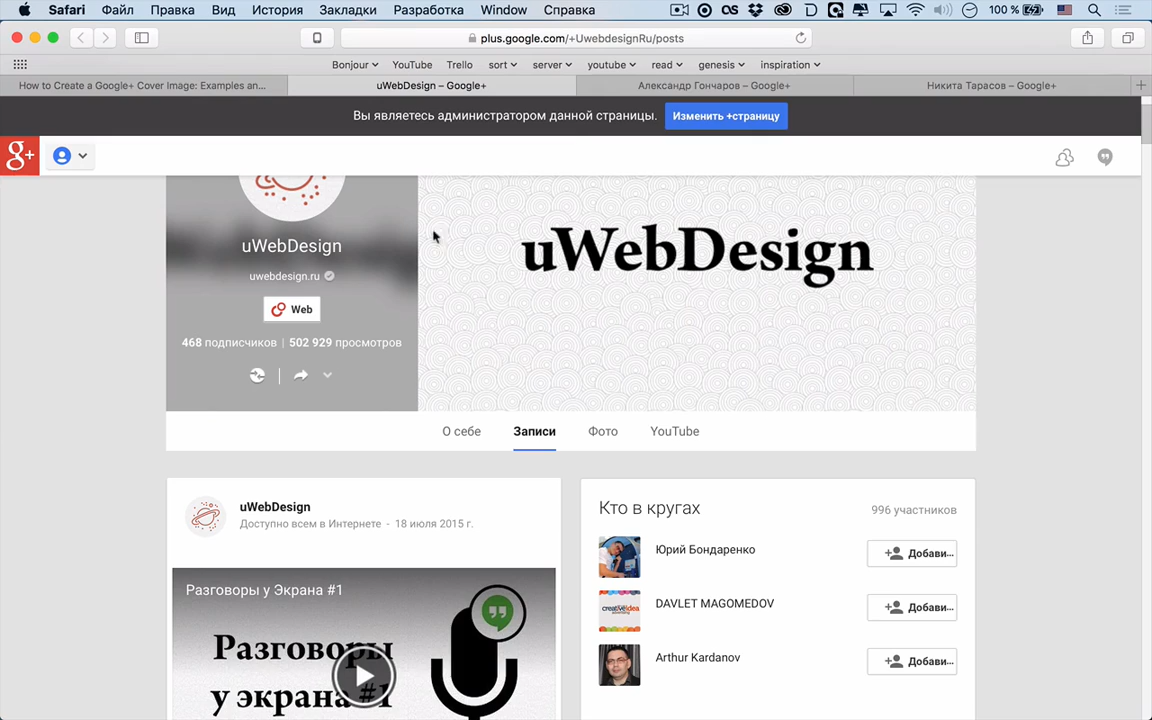 Safari Файл Правка Вид История Закладки Разработка Window Справка 100 %
plus.google.com/+UwebdesignRu/posts
Bonjour YouTube Trello sort server youtube read genesis inspiration
How to Create a Google+ Cover Image: Examples an... uWebDesign – Google+ Александр Гончаров – Google+ Никита Тарасов – Google+
Вы являетесь администратором данной страницы. Изменить +страницу
g+
uWebDesign
uWebDesign
uwebdesign.ru
Web
468 подписчиков | 502 929 просмотров
О себе Записи Фото YouTube
uWebDesign
Доступно всем в Интернете - 18 июля 2015 г.
Разговоры у Экрана #1
Разговоры
у экрана #1
Кто в кругах 996 участников
Юрий Бондаренко Добави...
DAVLET MAGOMEDOV Добави...
creativeidea
Arthur Kardanov Добави...